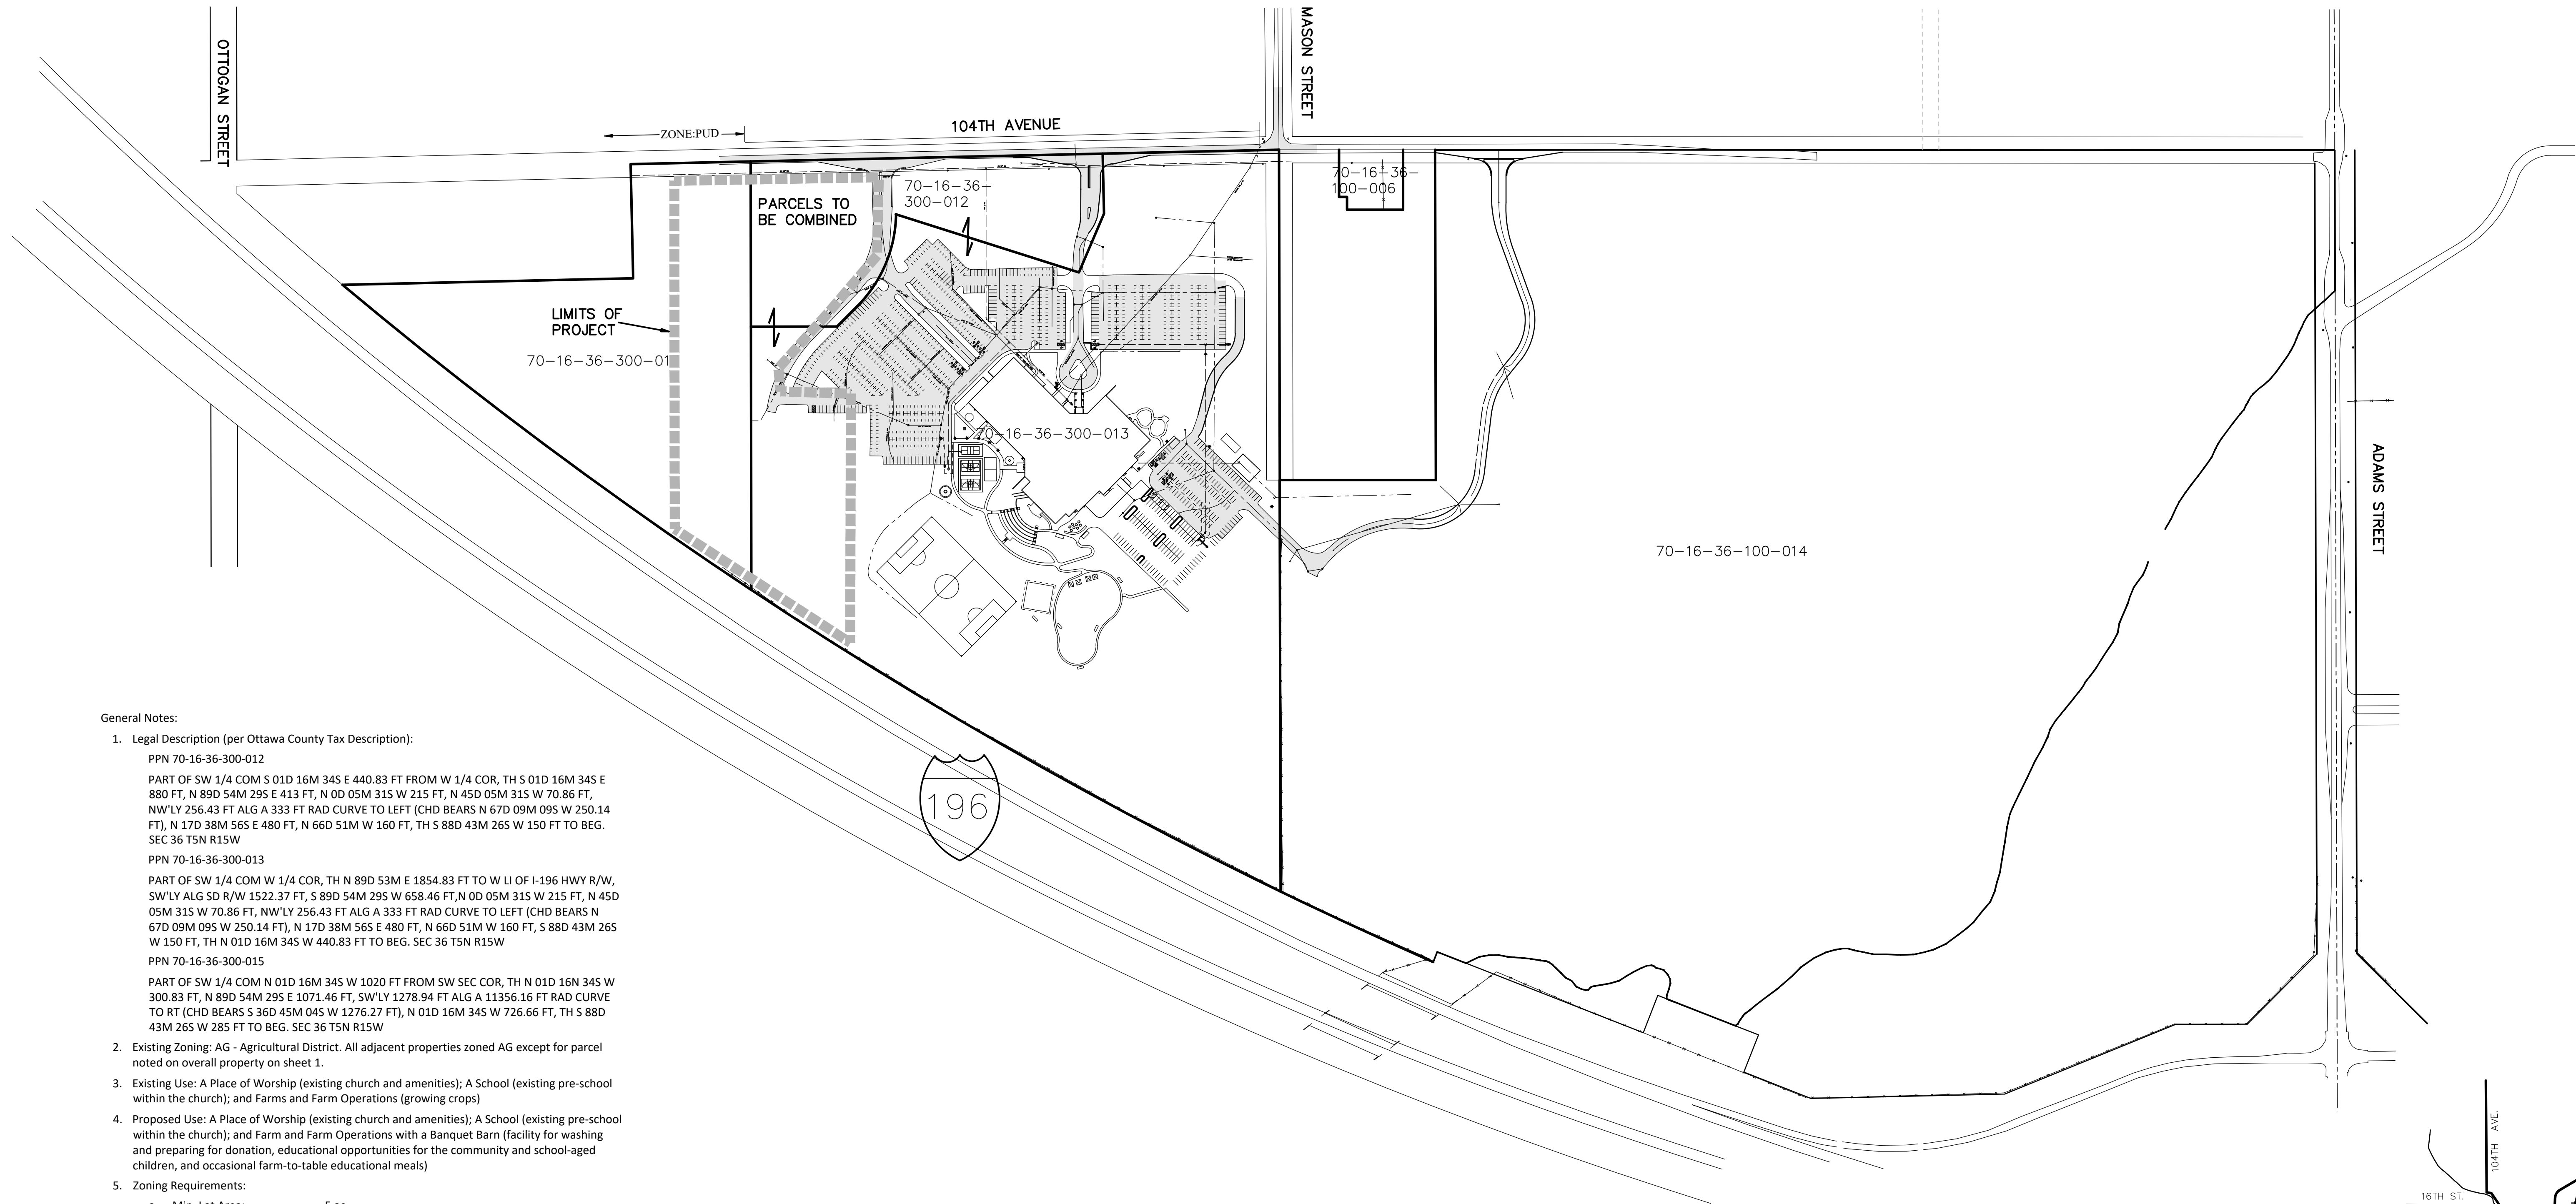 OTTOGAN STREET
MASON STREET
ZONE:PUD
104TH AVENUE
PARCELS TO
BE COMBINED
70-16-36-
300-012
70-16-36-
100-006
LIMITS OF
PROJECT
70-16-36-300-01
70-16-36-300-013
70-16-36-100-014
ADAMS STREET
196
General Notes:
1. Legal Description (per Ottawa County Tax Description):
PPN 70-16-36-300-012
PART OF SW 1/4 COM S 01D 16M 34S E 440.83 FT FROM W 1/4 COR, TH S 01D 16M 34S E
880 FT, N 89D 54M 29S E 413 FT, N 0D 05M 31S W 215 FT, N 45D 05M 31S W 70.86 FT,
NW'LY 256.43 FT ALG A 333 FT RAD CURVE TO LEFT (CHD BEARS N 67D 09M 09S W 250.14
FT), N 17D 38M 56S E 480 FT, N 66D 51M W 160 FT, TH S 88D 43M 26S W 150 FT TO BEG.
SEC 36 T5N R15W
PPN 70-16-36-300-013
PART OF SW 1/4 COM W 1/4 COR, TH N 89D 53M E 1854.83 FT TO W LI OF I-196 HWY R/W,
SW'LY ALG SD R/W 1522.37 FT, S 89D 54M 29S W 658.46 FT,N 0D 05M 31S W 215 FT, N 45D
05M 31S W 70.86 FT, NW'LY 256.43 FT ALG A 333 FT RAD CURVE TO LEFT (CHD BEARS N
67D 09M 09S W 250.14 FT), N 17D 38M 56S E 480 FT, N 66D 51M W 160 FT, S 88D 43M 26S
W 150 FT, TH N 01D 16M 34S W 440.83 FT TO BEG. SEC 36 T5N R15W
PPN 70-16-36-300-015
PART OF SW 1/4 COM N 01D 16M 34S W 1020 FT FROM SW SEC COR, TH N 01D 16N 34S W
300.83 FT, N 89D 54M 29S E 1071.46 FT, SW'LY 1278.94 FT ALG A 11356.16 FT RAD CURVE
TO RT (CHD BEARS S 36D 45M 04S W 1276.27 FT), N 01D 16M 34S W 726.66 FT, TH S 88D
43M 26S W 285 FT TO BEG. SEC 36 T5N R15W
2. Existing Zoning: AG - Agricultural District. All adjacent properties zoned AG except for parcel
noted on overall property on sheet 1.
3. Existing Use: A Place of Worship (existing church and amenities); A School (existing pre-school
within the church); and Farms and Farm Operations (growing crops)
4. Proposed Use: A Place of Worship (existing church and amenities); A School (existing pre-school
within the church); and Farm and Farm Operations with a Banquet Barn (facility for washing
and preparing for donation, educational opportunities for the community and school-aged
children, and occasional farm-to-table educational meals)
5. Zoning Requirements:
104TH AVE.
16TH ST.